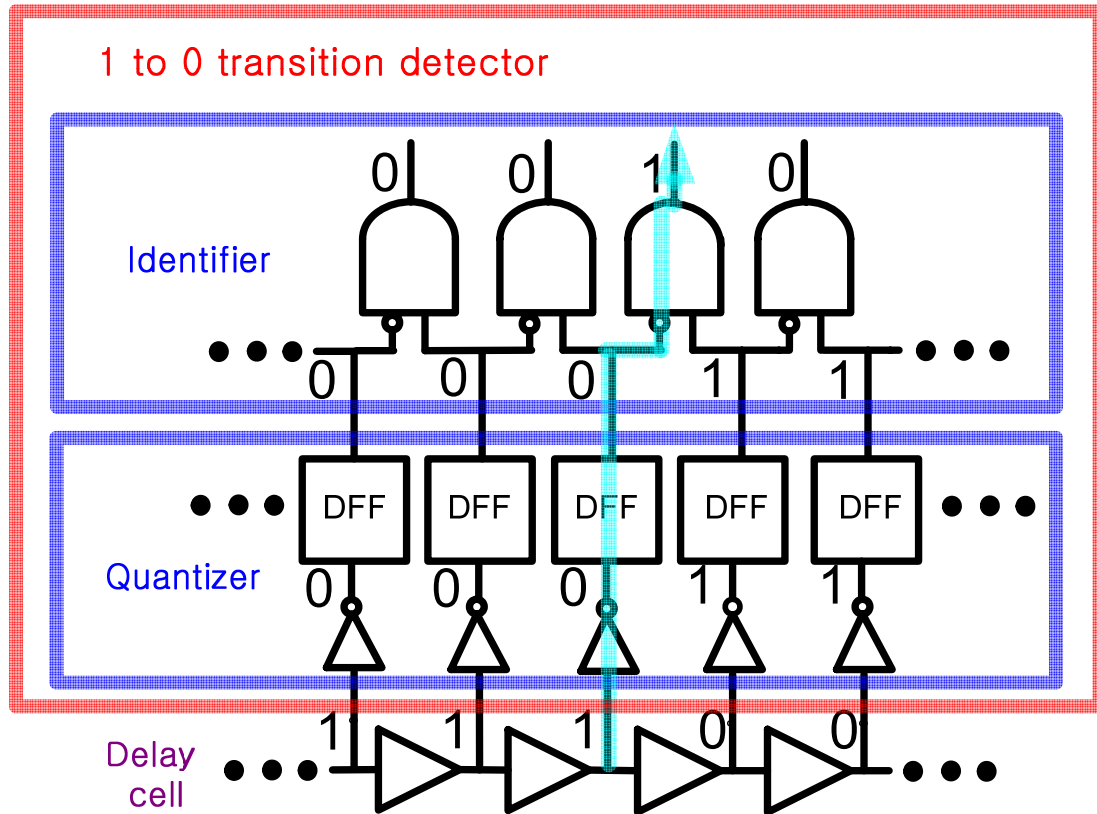 1 to 0 transition detector
0 0 1 0
Identifier
0 0 0 1 1
DFF DFF DFF DFF DFF
Quantizer
0 0 0 1 1
1 1 1 0 0
Delay
cell